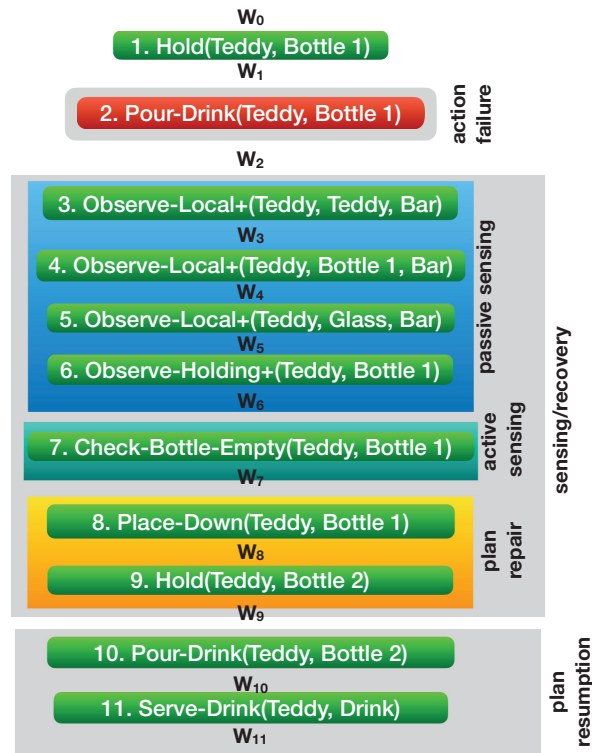 W₀
1. Hold(Teddy, Bottle 1)
W₁
2. Pour-Drink(Teddy, Bottle 1)
action
failure
W₂
3. Observe-Local+(Teddy, Teddy, Bar)
W₃
4. Observe-Local+(Teddy, Bottle 1, Bar)
W₄
5. Observe-Local+(Teddy, Glass, Bar)
W₅
6. Observe-Holding+(Teddy, Bottle 1)
W₆
passive sensing
7. Check-Bottle-Empty(Teddy, Bottle 1)
W₇
active
sensing
8. Place-Down(Teddy, Bottle 1)
W₈
9. Hold(Teddy, Bottle 2)
W₉
plan
repair
sensing/recovery
10. Pour-Drink(Teddy, Bottle 2)
W₁₀
11. Serve-Drink(Teddy, Drink)
W₁₁
plan
resumption